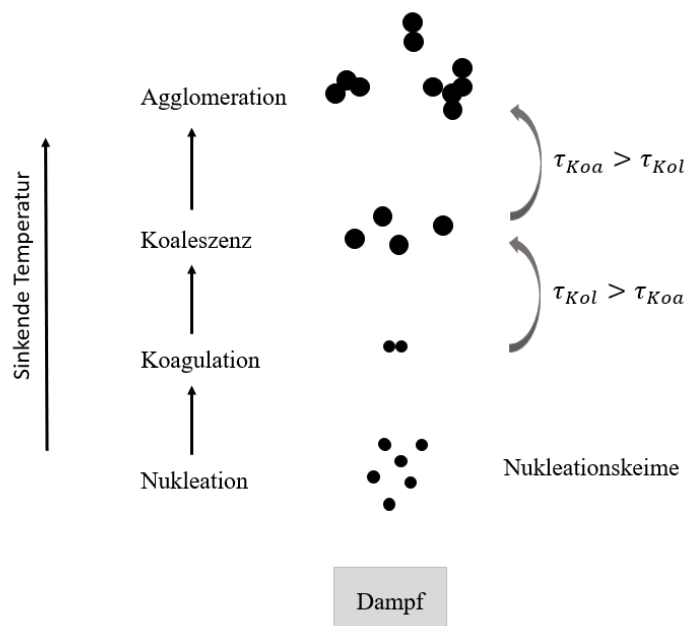 Agglomeration
τ_Koa > τ_Kol
Sinkende Temperatur
Koaleszenz
τ_Kol > τ_Koa
Koagulation
Nukleation
Nukleationskeime
Dampf